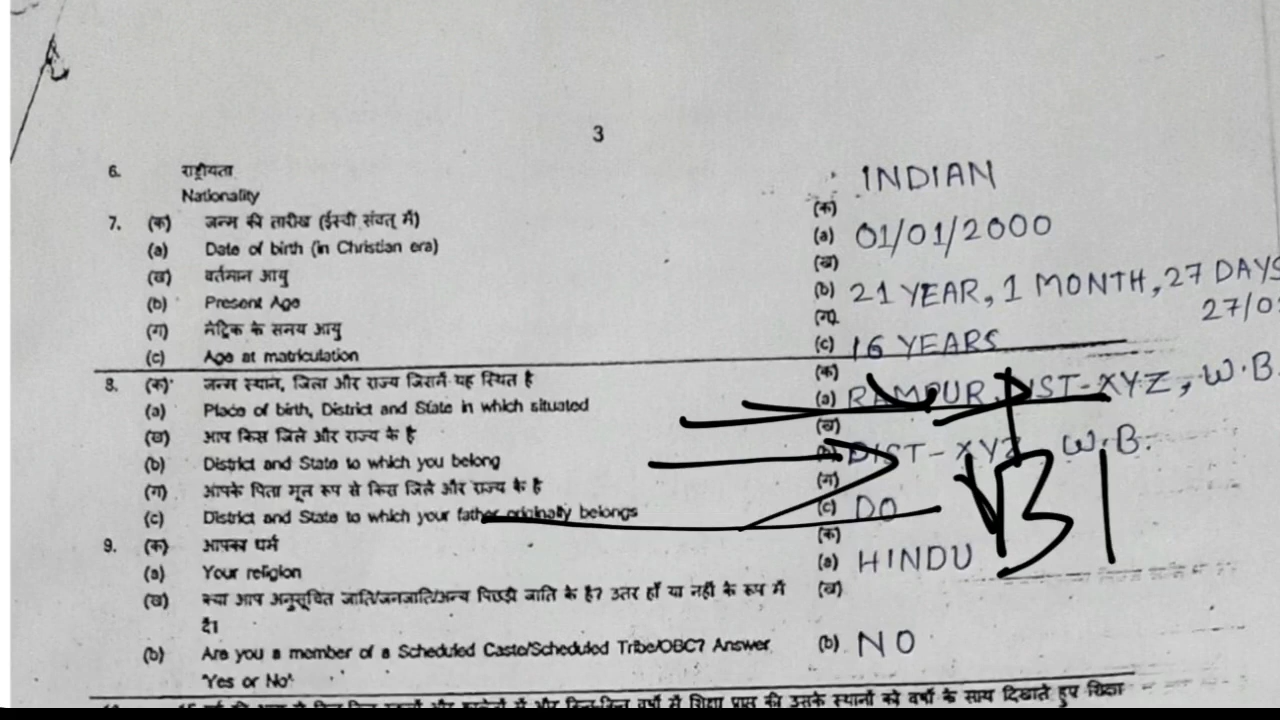 3
6. राष्ट्रीयता
Nationality : INDIAN
7. (क) जन्म की तारीख (ईस्वी संवत् में) (क)
(a) Date of birth (in Christian era) (a) 01/01/2000
(ख) वर्तमान आयु (ख)
(b) Present Age (b) 21 YEAR, 1 MONTH, 27 DAYS
(ग) मैट्रिक के समय आयु (ग) 27/0
(c) Age at matriculation (c) 16 YEARS
8. (क) जन्म स्थान, जिला और राज्य जिसमें यह स्थित है (क)
(a) Place of birth, District and State in which situated (a) RAMPUR, DIST-XYZ, W.B.
(ख) आप किस जिले और राज्य के है (ख)
(b) District and State to which you belong (b) DIST-XYZ W.B.
(ग) आपके पिता मूल रूप से किस जिले और राज्य के है (ग)
(c) District and State to which your father originally belongs (c) DO
9. (क) आपका धर्म (क)
(a) Your religion (a) HINDU
(ख) क्या आप अनुसूचित जाति/जनजाति/अन्य पिछड़ी जाति के है? उतर हाँ या नही के रूप में (ख)
दें।
(b) Are you a member of a Scheduled Caste/Scheduled Tribe/OBC? Answer (b) NO
'Yes or No'